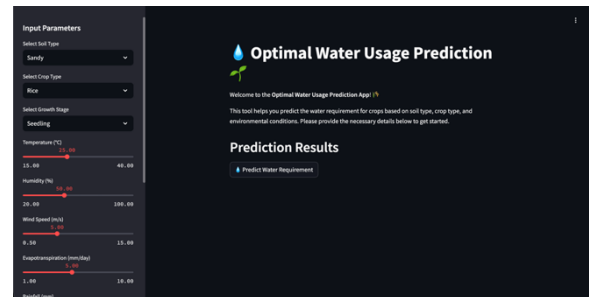 Input Parameters
Select Soil Type
Sandy
Select Crop Type
Rice
Select Growth Stage
Seedling
Temperature (°C)
25.00
15.00 40.00
Humidity (%)
50.00
20.00 100.00
Wind Speed (m/s)
5.00
0.50 15.00
Evapotranspiration (mm/day)
5.00
1.00 10.00
Rainfall (mm)
💧 Optimal Water Usage Prediction
🌱
Welcome to the Optimal Water Usage Prediction App! 🌾
This tool helps you predict the water requirement for crops based on soil type, crop type, and
environmental conditions. Please provide the necessary details below to get started.
Prediction Results
💧 Predict Water Requirement